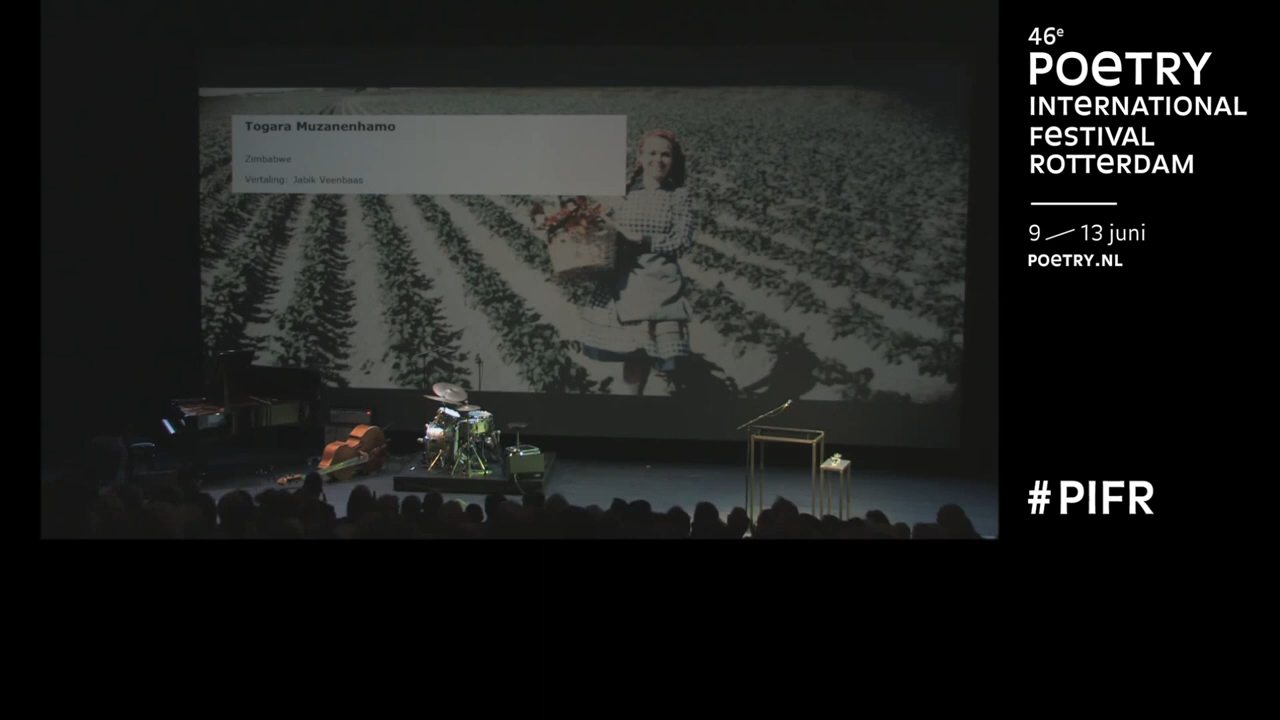 Togara Muzanenhamo
Zimbabwe
Vertaling: Jabik Veenbaas
46e
POeTRY
INTeRNATIONAL
FeSTIVAL
ROTTeRDAM
9 — 13 juni
POeTRY.NL
#PIFR